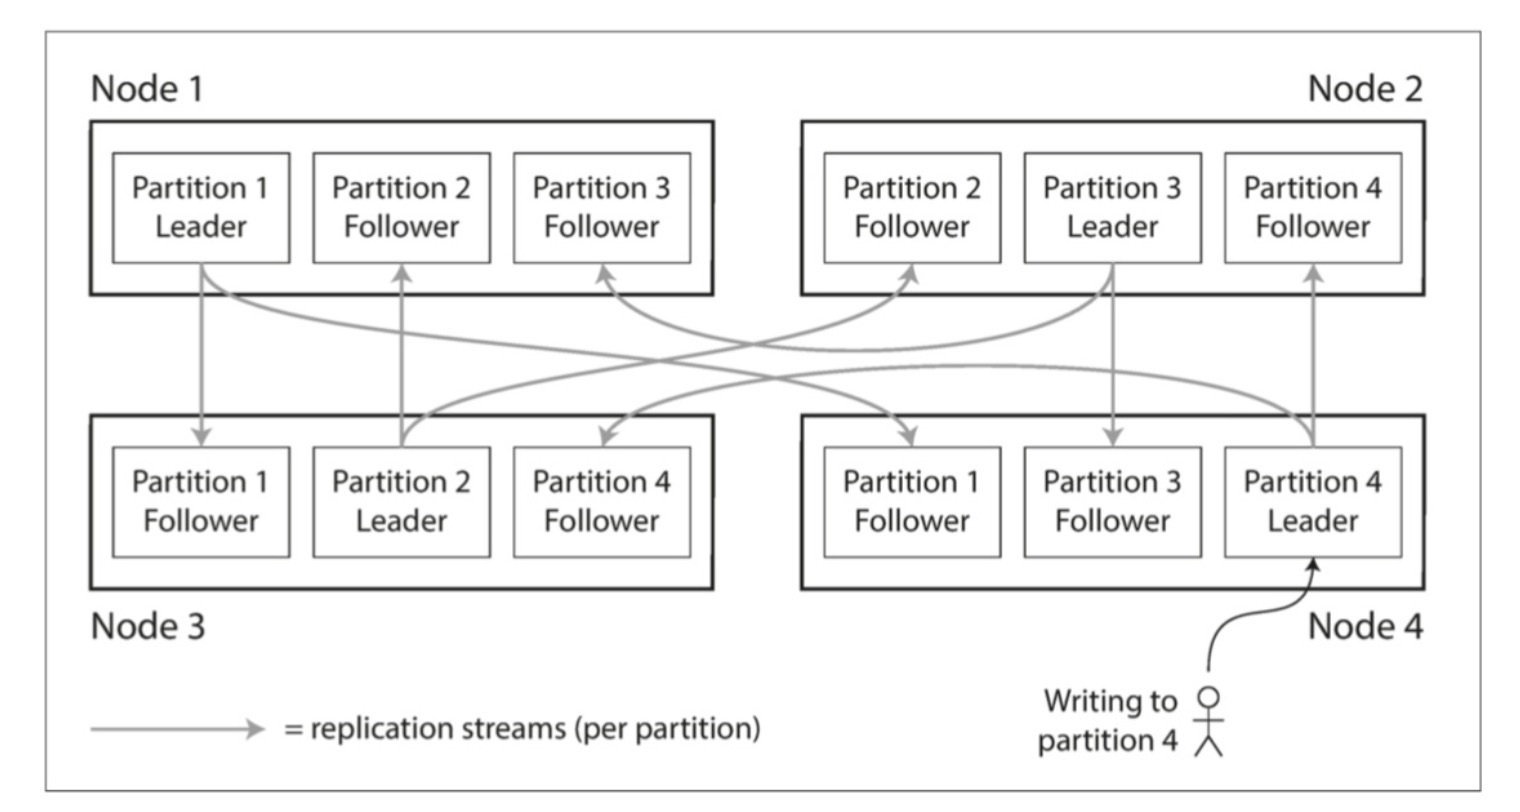 Node 1
Node 2
Partition 1
Leader
Partition 2
Follower
Partition 3
Follower
Partition 2
Follower
Partition 3
Leader
Partition 4
Follower
Partition 1
Follower
Partition 2
Leader
Partition 4
Follower
Partition 1
Follower
Partition 3
Follower
Partition 4
Leader
Node 3
Node 4
= replication streams (per partition)
Writing to
partition 4